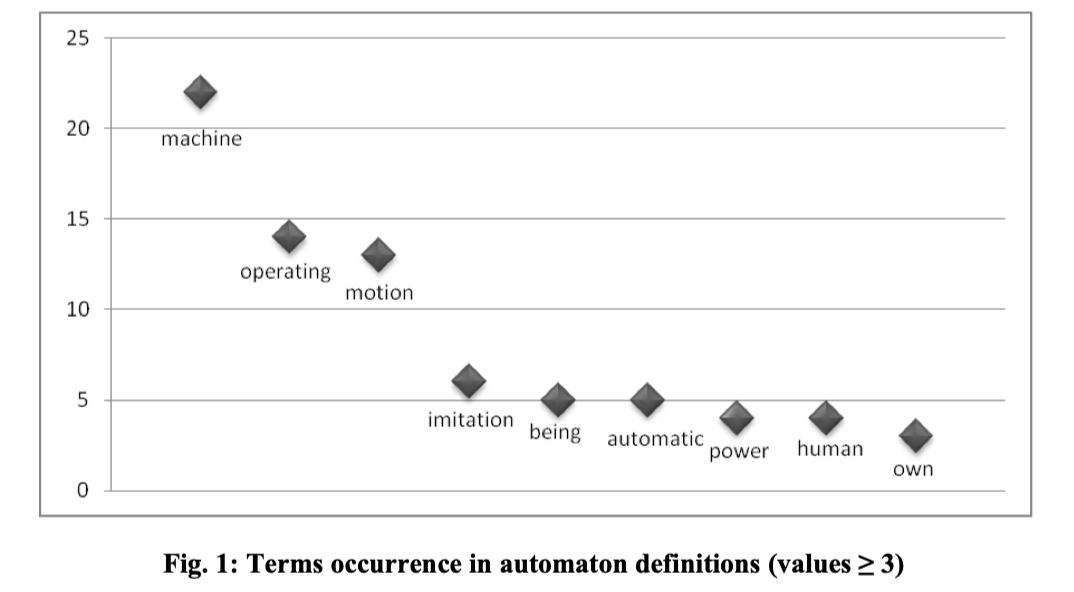 25
20
machine
15
operating
motion
10
5
imitation
being
automatic
power
human
own
0
Fig. 1: Terms occurrence in automaton definitions (values ≥ 3)